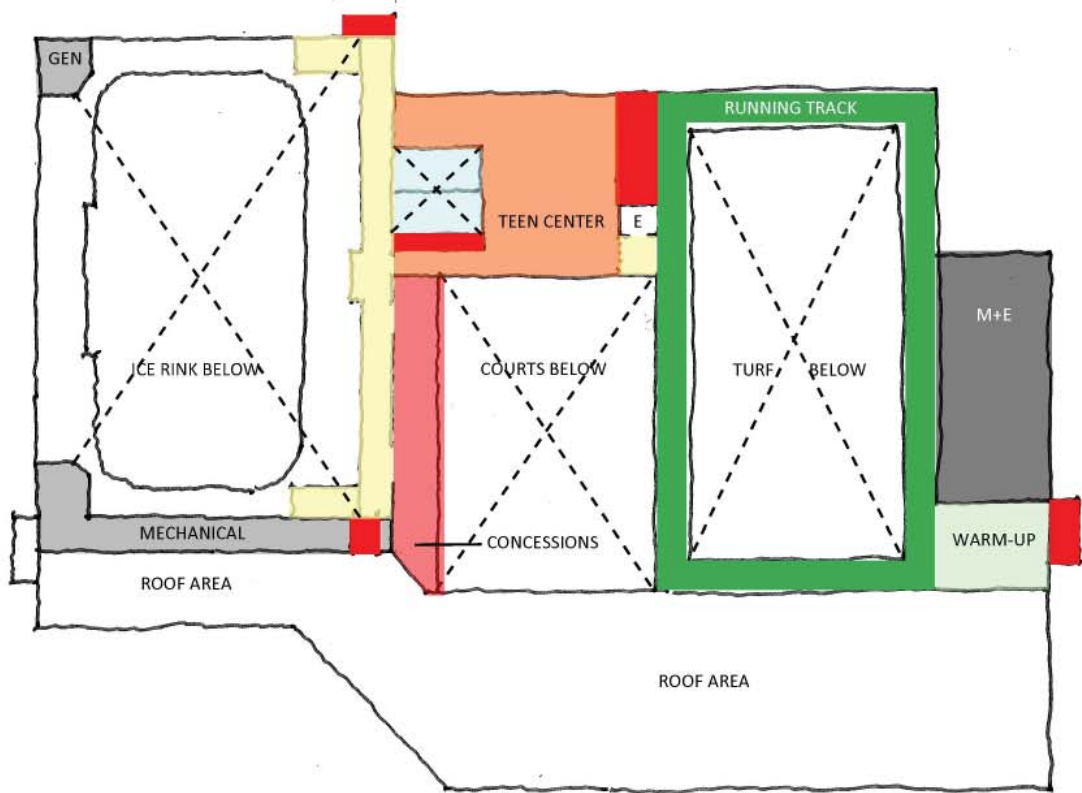 GEN
RUNNING TRACK
TEEN CENTER
E
M+E
ICE RINK BELOW
COURTS BELOW
TURF BELOW
MECHANICAL
CONCESSIONS
WARM-UP
ROOF AREA
ROOF AREA